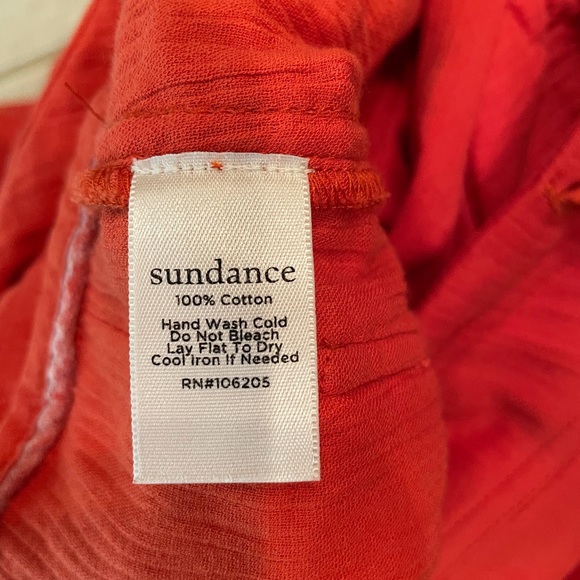 sundance
100% Cotton
Hand Wash Cold
Do Not Bleach
Lay Flat To Dry
Cool Iron If Needed
RN#106205